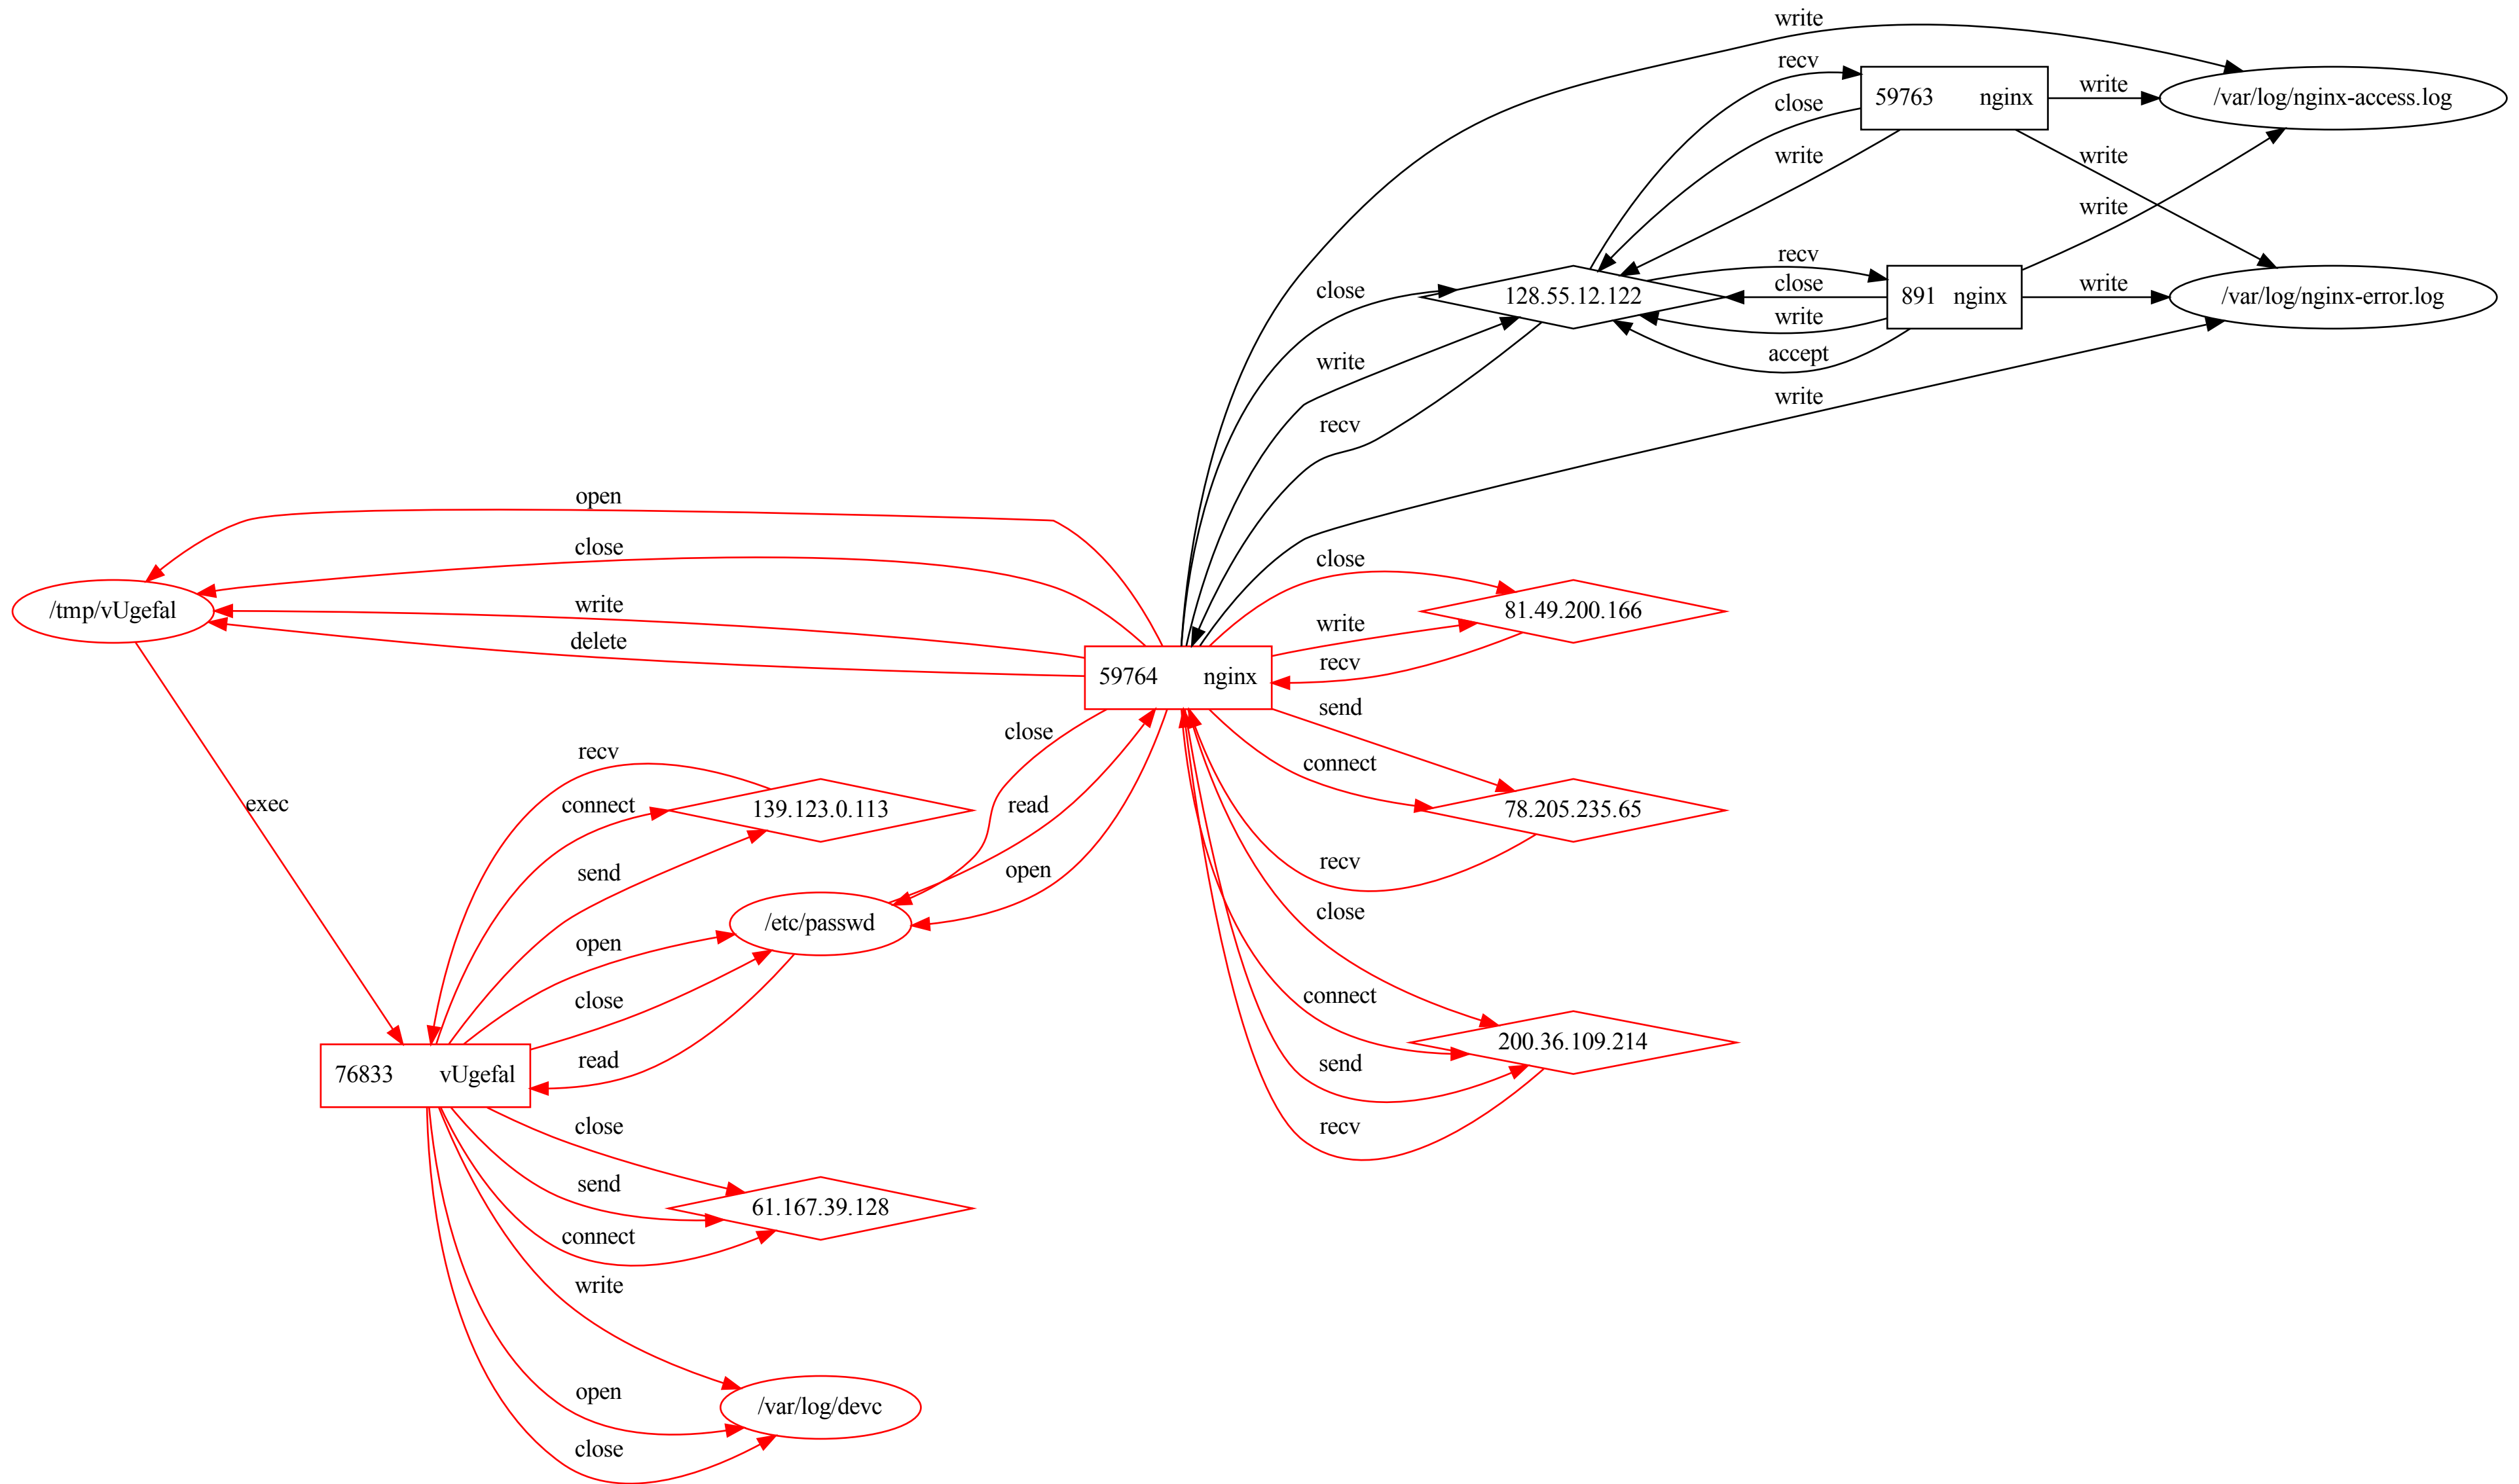 write
recv
59763 nginx
write
/var/log/nginx-access.log
close
write
write
write
recv
close
128.55.12.122
close
891 nginx
write
/var/log/nginx-error.log
write
accept
write
write
recv
open
close
close
/tmp/vUgefal
write
81.49.200.166
write
delete
recv
59764 nginx
send
close
recv
connect
exec
connect
139.123.0.113
read
78.205.235.65
send
recv
open
/etc/passwd
close
open
close
connect
200.36.109.214
read
send
76833 vUgefal
close
recv
send
61.167.39.128
connect
write
open
/var/log/devc
close